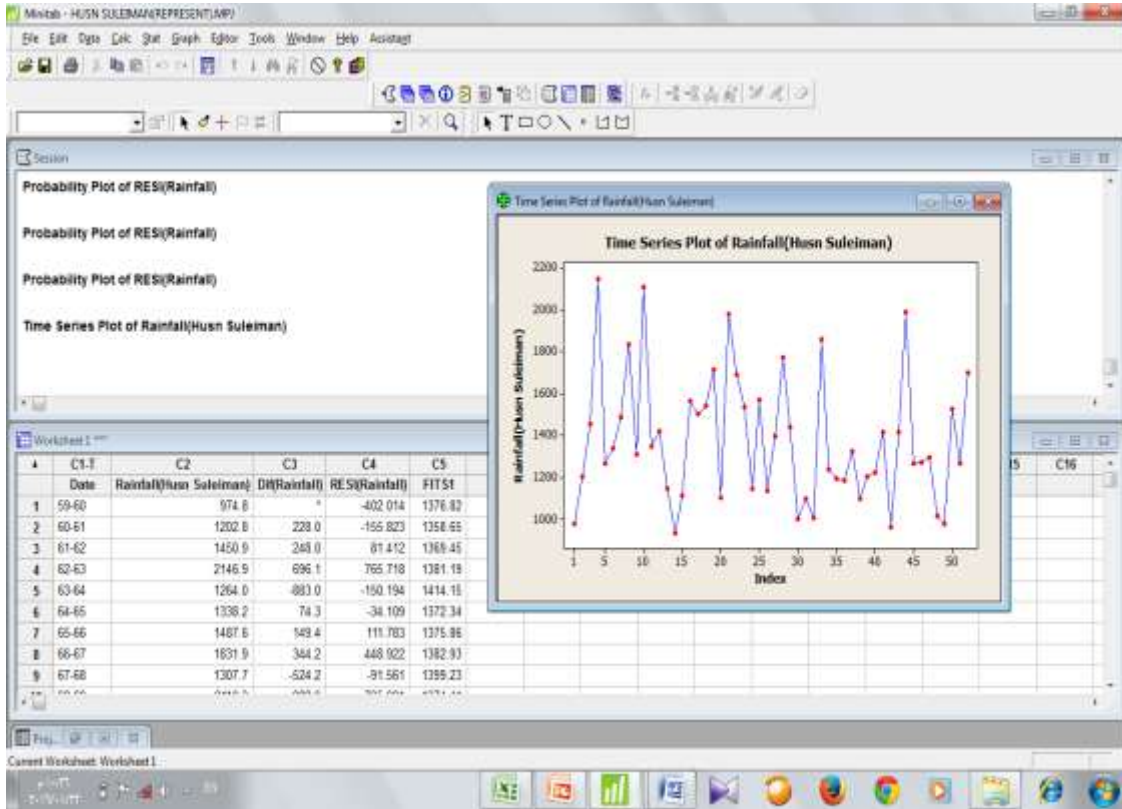 Minitab - HUSN SULEIMAN(REPRESENT).MPJ
File Edit Data Calc Stat Graph Editor Tools Window Help Assistant
Session
Probability Plot of RESI(Rainfall)
Probability Plot of RESI(Rainfall)
Probability Plot of RESI(Rainfall)
Time Series Plot of Rainfall(Husn Suleiman)
Time Series Plot of Rainfall(Husn Suleiman)
Time Series Plot of Rainfall(Husn Suleiman)
Rainfall(Husn Suleiman)
2200
2000
1800
1600
1400
1200
1000
1 5 10 15 20 25 30 35 40 45 50
Index
Worksheet 1 ***
C1-T C2 C3 C4 C5 C16
Date Rainfall(Husn Suleiman) Dif(Rainfall) RESI(Rainfall) FITS1
1 59-60 974.8 * -402.014 1376.82
2 60-61 1202.8 228.0 -155.823 1358.65
3 61-62 1450.9 248.0 81.412 1369.45
4 62-63 2146.9 696.1 765.718 1381.19
5 63-64 1264.0 -883.0 -150.194 1414.15
6 64-65 1338.2 74.3 -34.109 1372.34
7 65-66 1487.6 149.4 111.783 1375.86
8 66-67 1831.9 344.2 448.922 1382.93
9 67-68 1307.7 -524.2 -91.561 1399.23
Proj...
Current Worksheet: Worksheet 1